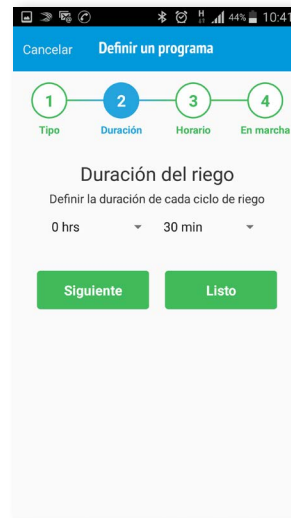 H 44% 10:41
Cancelar Definir un programa
1 2 3 4
Tipo Duración Horario En marcha
Duración del riego
Definir la duración de cada ciclo de riego
0 hrs 30 min
Siguiente Listo